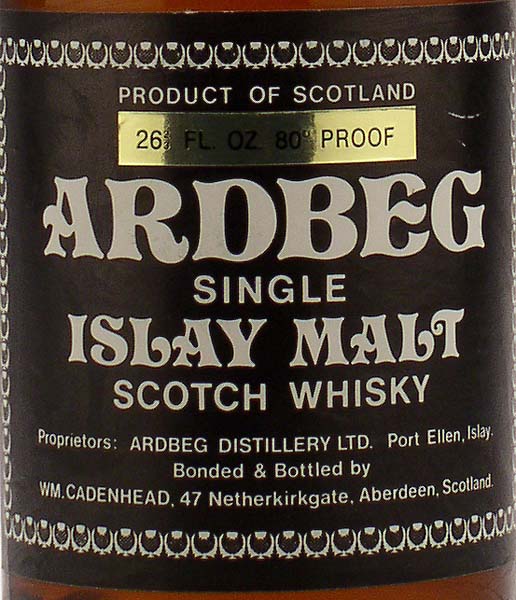 PRODUCT OF SCOTLAND
26⅔ FL. OZ. 80° PROOF
ARDBEG
SINGLE
ISLAY MALT
SCOTCH WHISKY
Proprietors: ARDBEG DISTILLERY LTD. Port Ellen, Islay.
Bonded & Bottled by
WM. CADENHEAD, 47 Netherkirkgate, Aberdeen, Scotland.